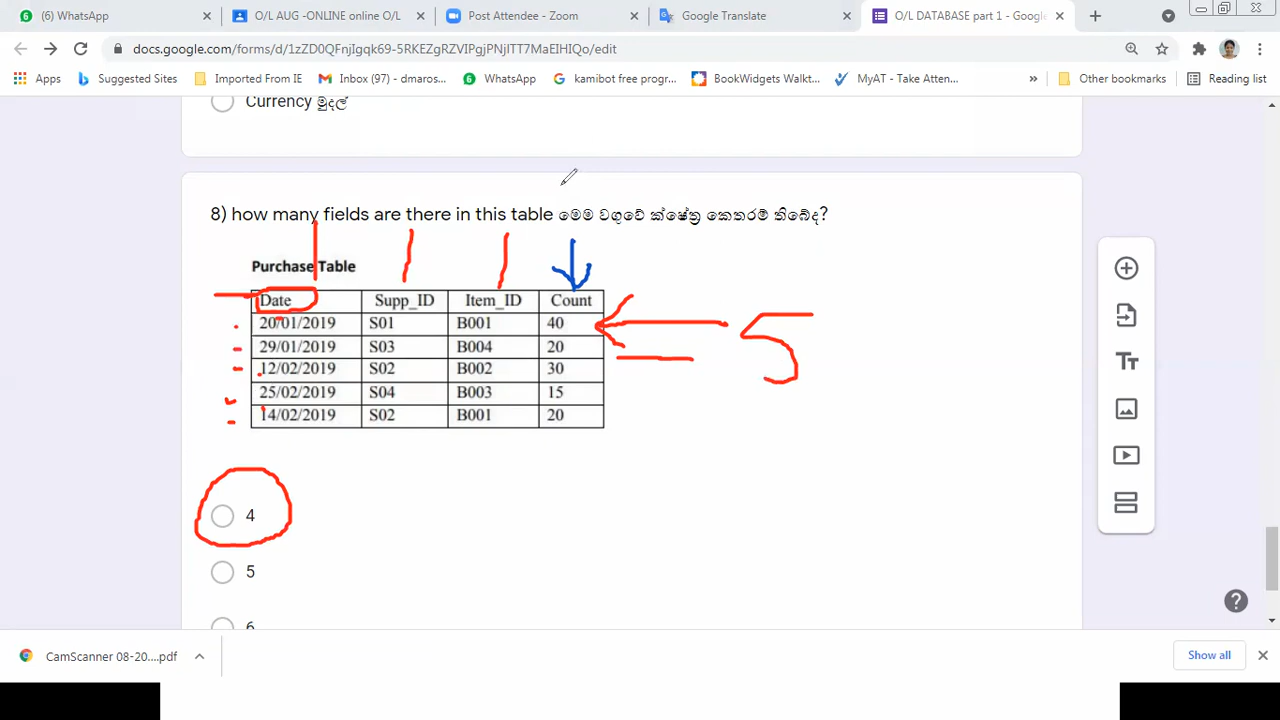 (6) WhatsApp
O/L AUG -ONLINE online O/L
Post Attendee - Zoom
Google Translate
O/L DATABASE part 1 - Google
docs.google.com/forms/d/1zZD0QFnjIgqk69-5RKEZgRZVIPgjPNjITT7MaEIHIQo/edit
Apps
Suggested Sites
Imported From IE
Inbox (97) - dmaros...
WhatsApp
kamibot free progr...
BookWidgets Walkt...
MyAT - Take Atten...
»
Other bookmarks
Reading list
Currency මුදල්
8) how many fields are there in this table මෙම වගුවේ ක්ෂේත්‍ර කෙතරම් තිබේද?
Purchase Table
Date Supp_ID Item_ID Count
20/01/2019 S01 B001 40
29/01/2019 S03 B004 20
12/02/2019 S02 B002 30
25/02/2019 S04 B003 15
14/02/2019 S02 B001 20
5
4
5
6
CamScanner 08-20....pdf
Show all